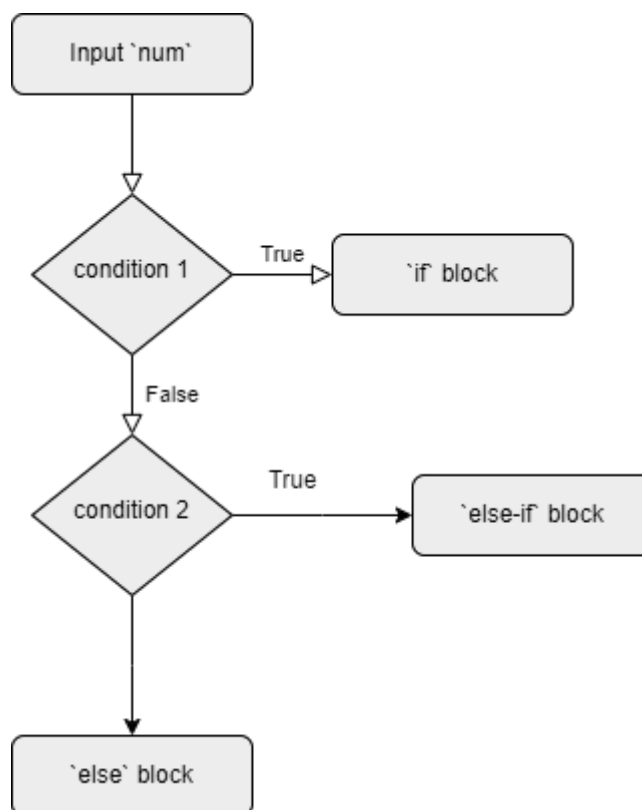 Input `num`
condition 1
True
`if` block
False
condition 2
True
`else-if` block
`else` block